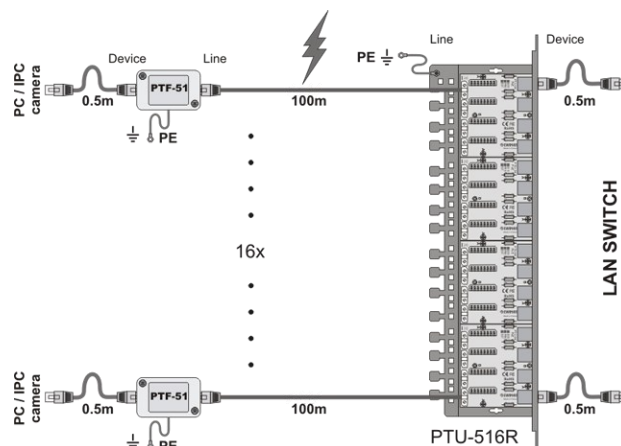 Device
Line
Line
Device
PE
PC / IPC
camera
PTF-51
0.5m
100m
0.5m
PE
16x
LAN SWITCH
PC / IPC
camera
PTF-51
0.5m
100m
0.5m
PE
PTU-516R